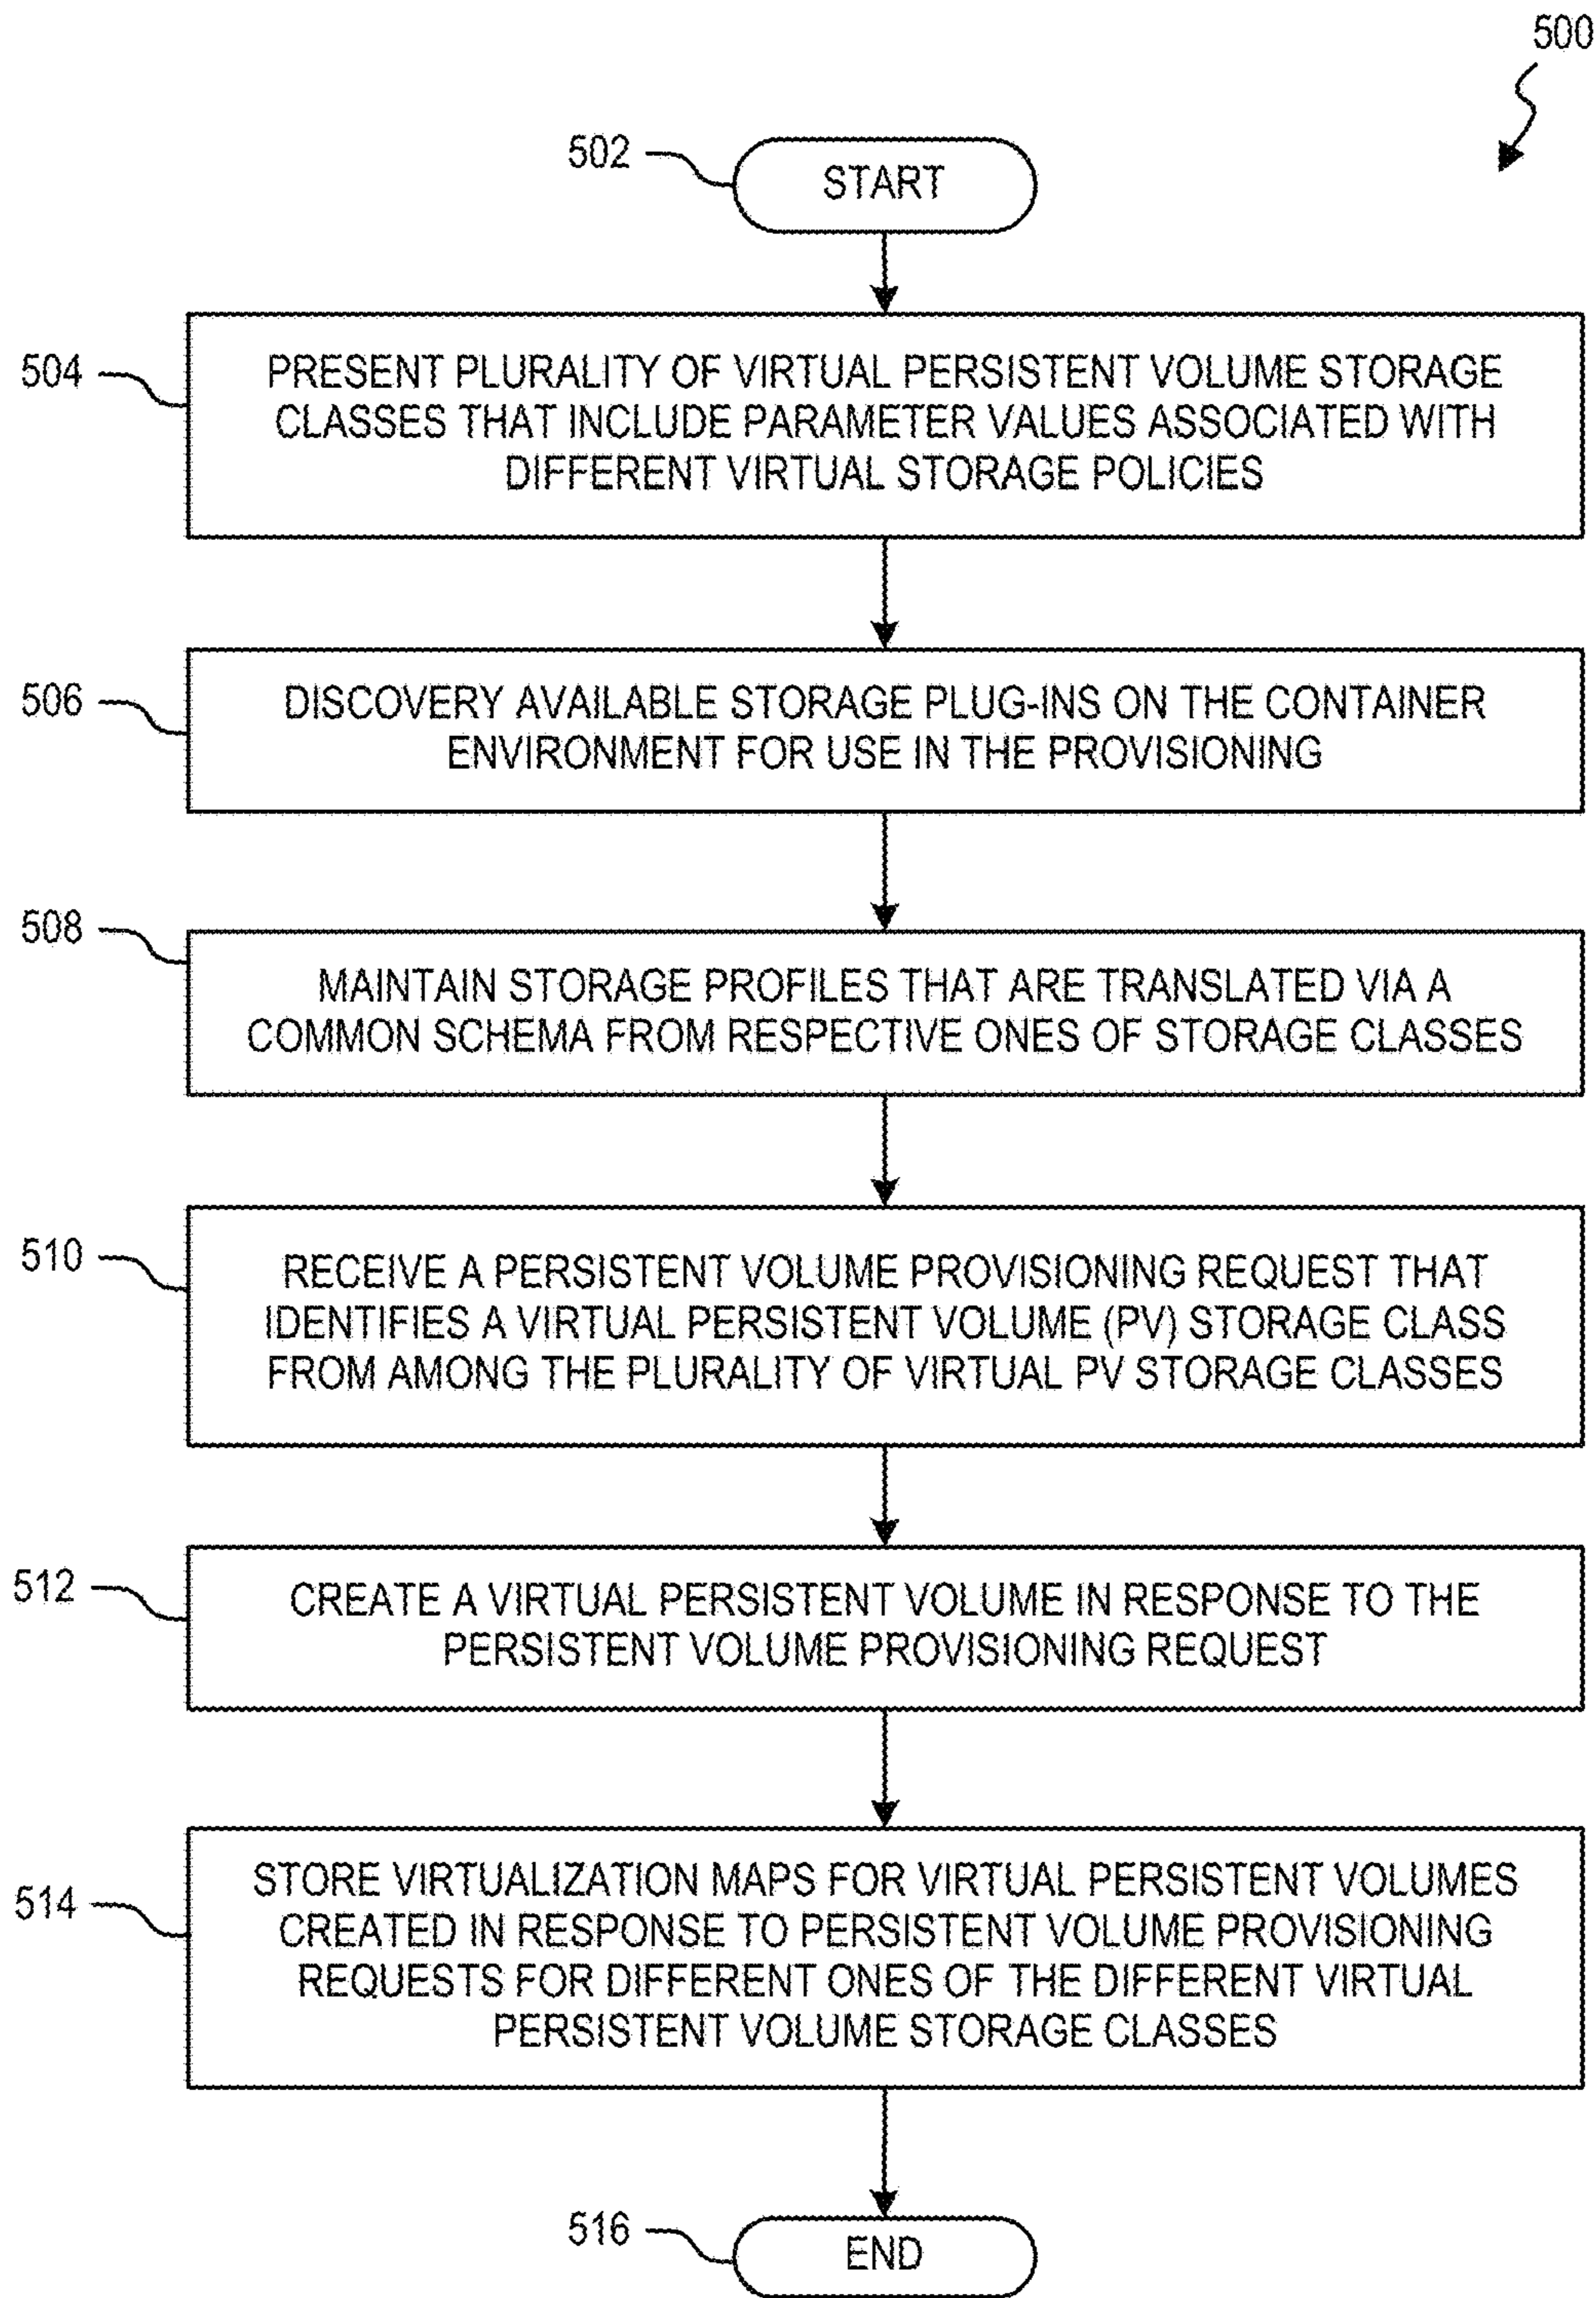 500
502
START
504
PRESENT PLURALITY OF VIRTUAL PERSISTENT VOLUME STORAGE
CLASSES THAT INCLUDE PARAMETER VALUES ASSOCIATED WITH
DIFFERENT VIRTUAL STORAGE POLICIES
506
DISCOVERY AVAILABLE STORAGE PLUG-INS ON THE CONTAINER
ENVIRONMENT FOR USE IN THE PROVISIONING
508
MAINTAIN STORAGE PROFILES THAT ARE TRANSLATED VIA A
COMMON SCHEMA FROM RESPECTIVE ONES OF STORAGE CLASSES
510
RECEIVE A PERSISTENT VOLUME PROVISIONING REQUEST THAT
IDENTIFIES A VIRTUAL PERSISTENT VOLUME (PV) STORAGE CLASS
FROM AMONG THE PLURALITY OF VIRTUAL PV STORAGE CLASSES
512
CREATE A VIRTUAL PERSISTENT VOLUME IN RESPONSE TO THE
PERSISTENT VOLUME PROVISIONING REQUEST
514
STORE VIRTUALIZATION MAPS FOR VIRTUAL PERSISTENT VOLUMES
CREATED IN RESPONSE TO PERSISTENT VOLUME PROVISIONING
REQUESTS FOR DIFFERENT ONES OF THE DIFFERENT VIRTUAL
PERSISTENT VOLUME STORAGE CLASSES
516
END